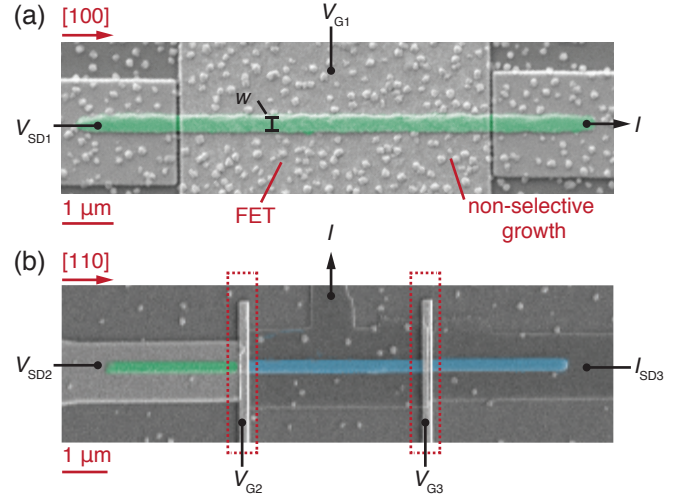 (a)
[100]
V_G1
w
V_SD1
I
FET
non-selective
growth
1 µm
(b)
[110]
I
V_SD2
I_SD3
1 µm
V_G2
V_G3